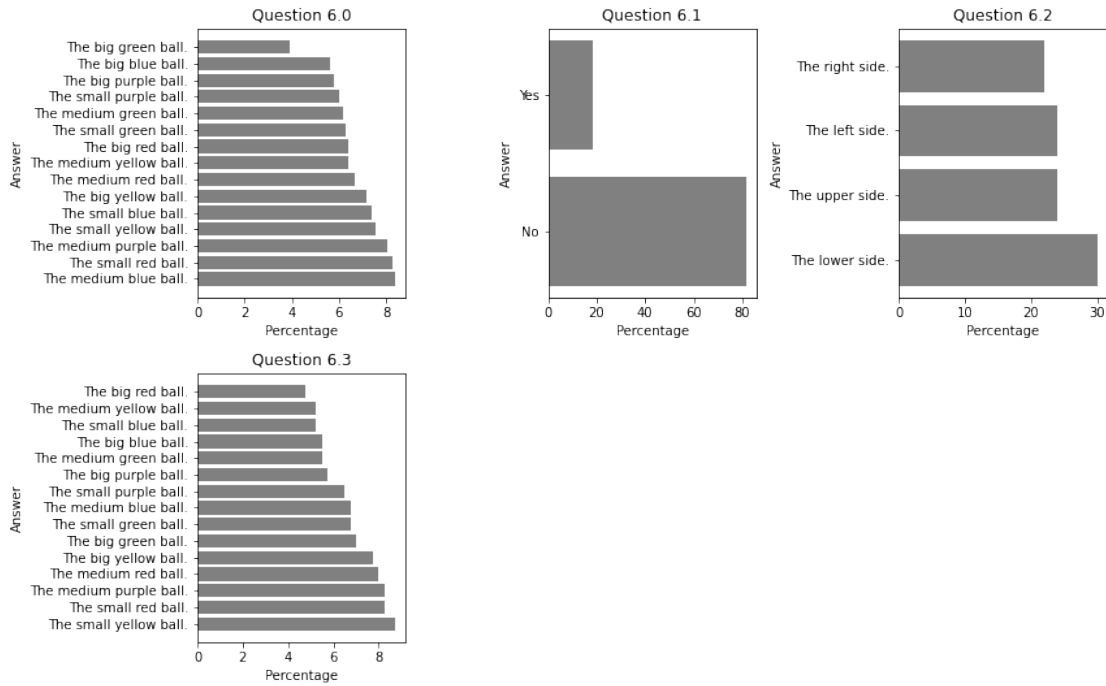 Question 6.0
Answer
The big green ball.
The big blue ball.
The big purple ball.
The small purple ball.
The medium green ball.
The small green ball.
The big red ball.
The medium yellow ball.
The medium red ball.
The big yellow ball.
The small blue ball.
The small yellow ball.
The medium purple ball.
The small red ball.
The medium blue ball.
0 2 4 6 8
Percentage
Question 6.1
Answer
Yes
No
0 20 40 60 80
Percentage
Question 6.2
Answer
The right side.
The left side.
The upper side.
The lower side.
0 10 20 30
Percentage
Question 6.3
Answer
The big red ball.
The medium yellow ball.
The small blue ball.
The big blue ball.
The medium green ball.
The big purple ball.
The small purple ball.
The medium blue ball.
The small green ball.
The big green ball.
The big yellow ball.
The medium red ball.
The medium purple ball.
The small red ball.
The small yellow ball.
0 2 4 6 8
Percentage